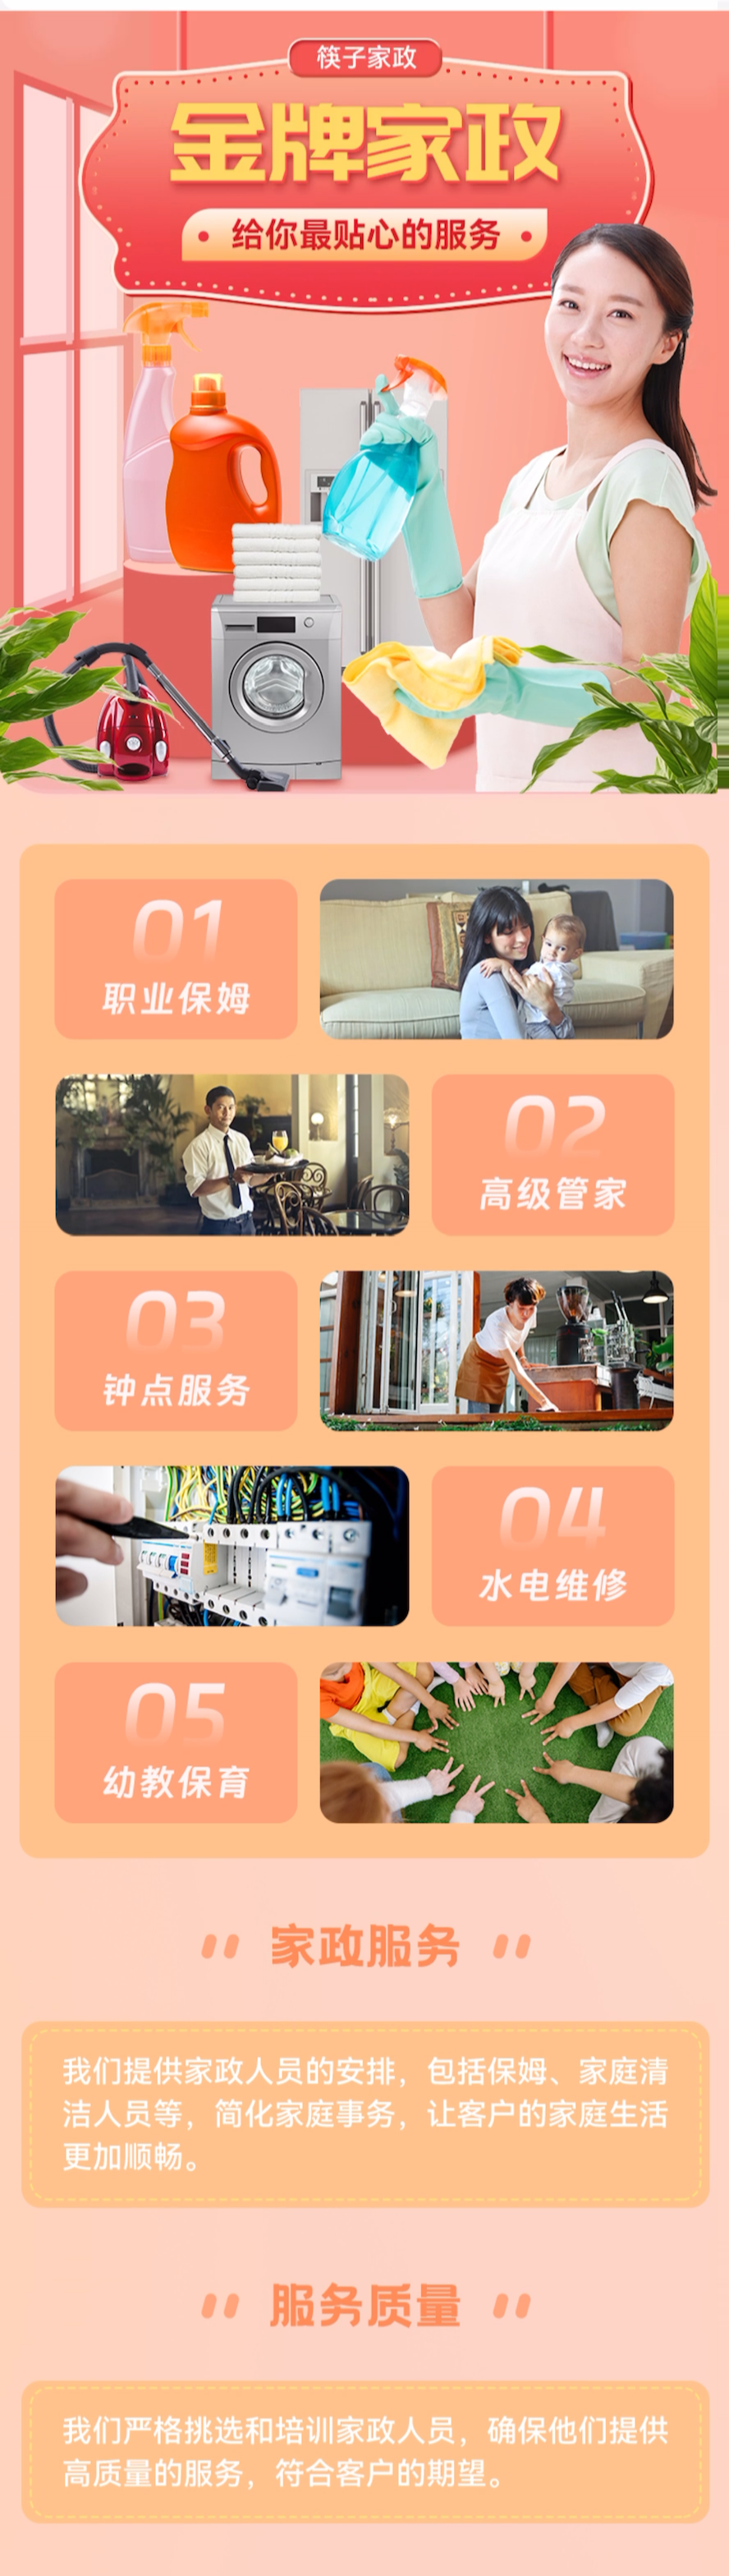 筷子家政
金牌家政
给你最贴心的服务
01
职业保姆
02
高级管家
03
钟点服务
04
水电维修
05
幼教保育
家政服务
我们提供家政人员的安排，包括保姆、家庭清
洁人员等，简化家庭事务，让客户的家庭生活
更加顺畅。
服务质量
我们严格挑选和培训家政人员，确保他们提供
高质量的服务，符合客户的期望。